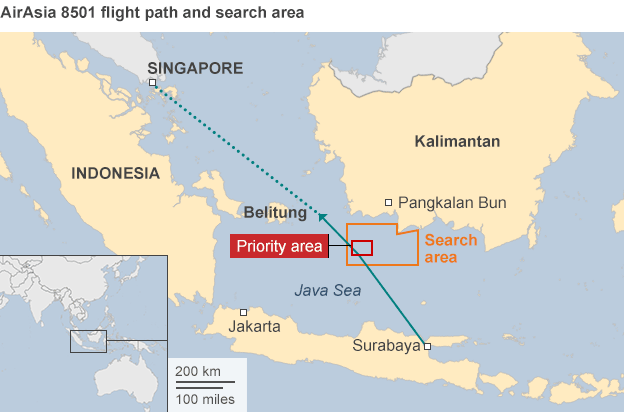 AirAsia 8501 flight path and search area
SINGAPORE
Kalimantan
INDONESIA
Pangkalan Bun
Belitung
Priority area
Search
area
Java Sea
Jakarta
Surabaya
200 km
100 miles